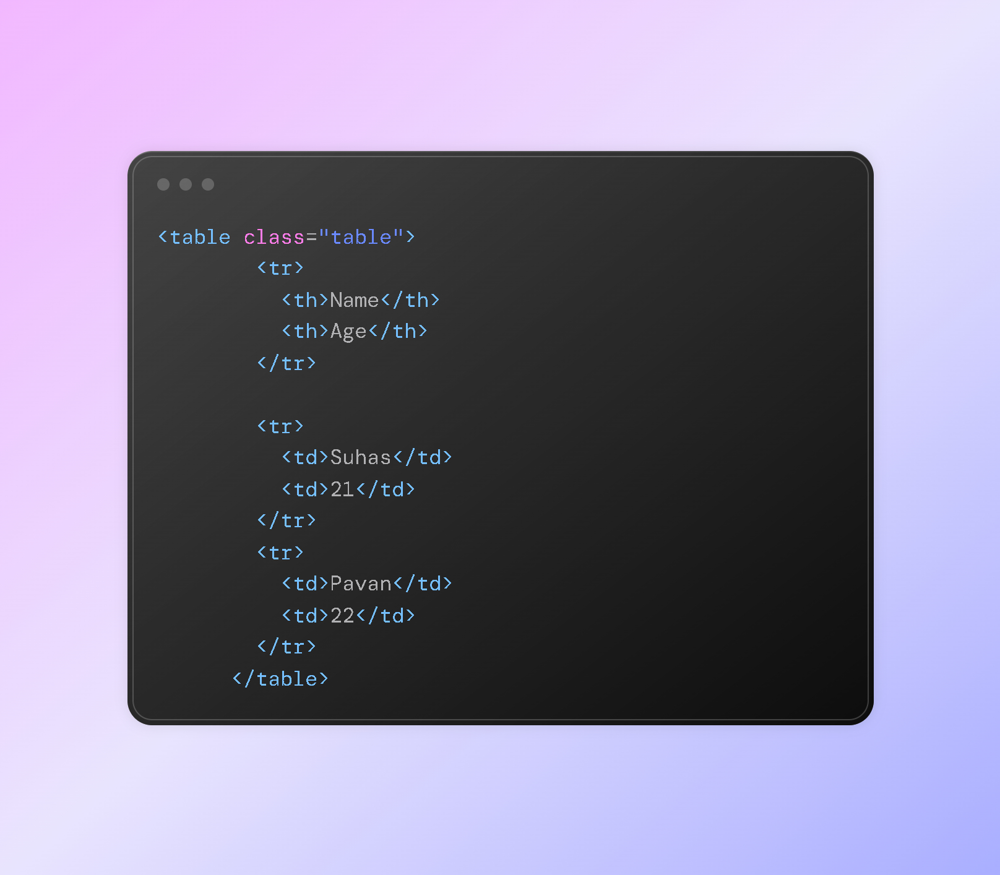 <table class="table">
        <tr>
          <th>Name</th>
          <th>Age</th>
        </tr>

        <tr>
          <td>Suhas</td>
          <td>21</td>
        </tr>
        <tr>
          <td>Pavan</td>
          <td>22</td>
        </tr>
      </table>